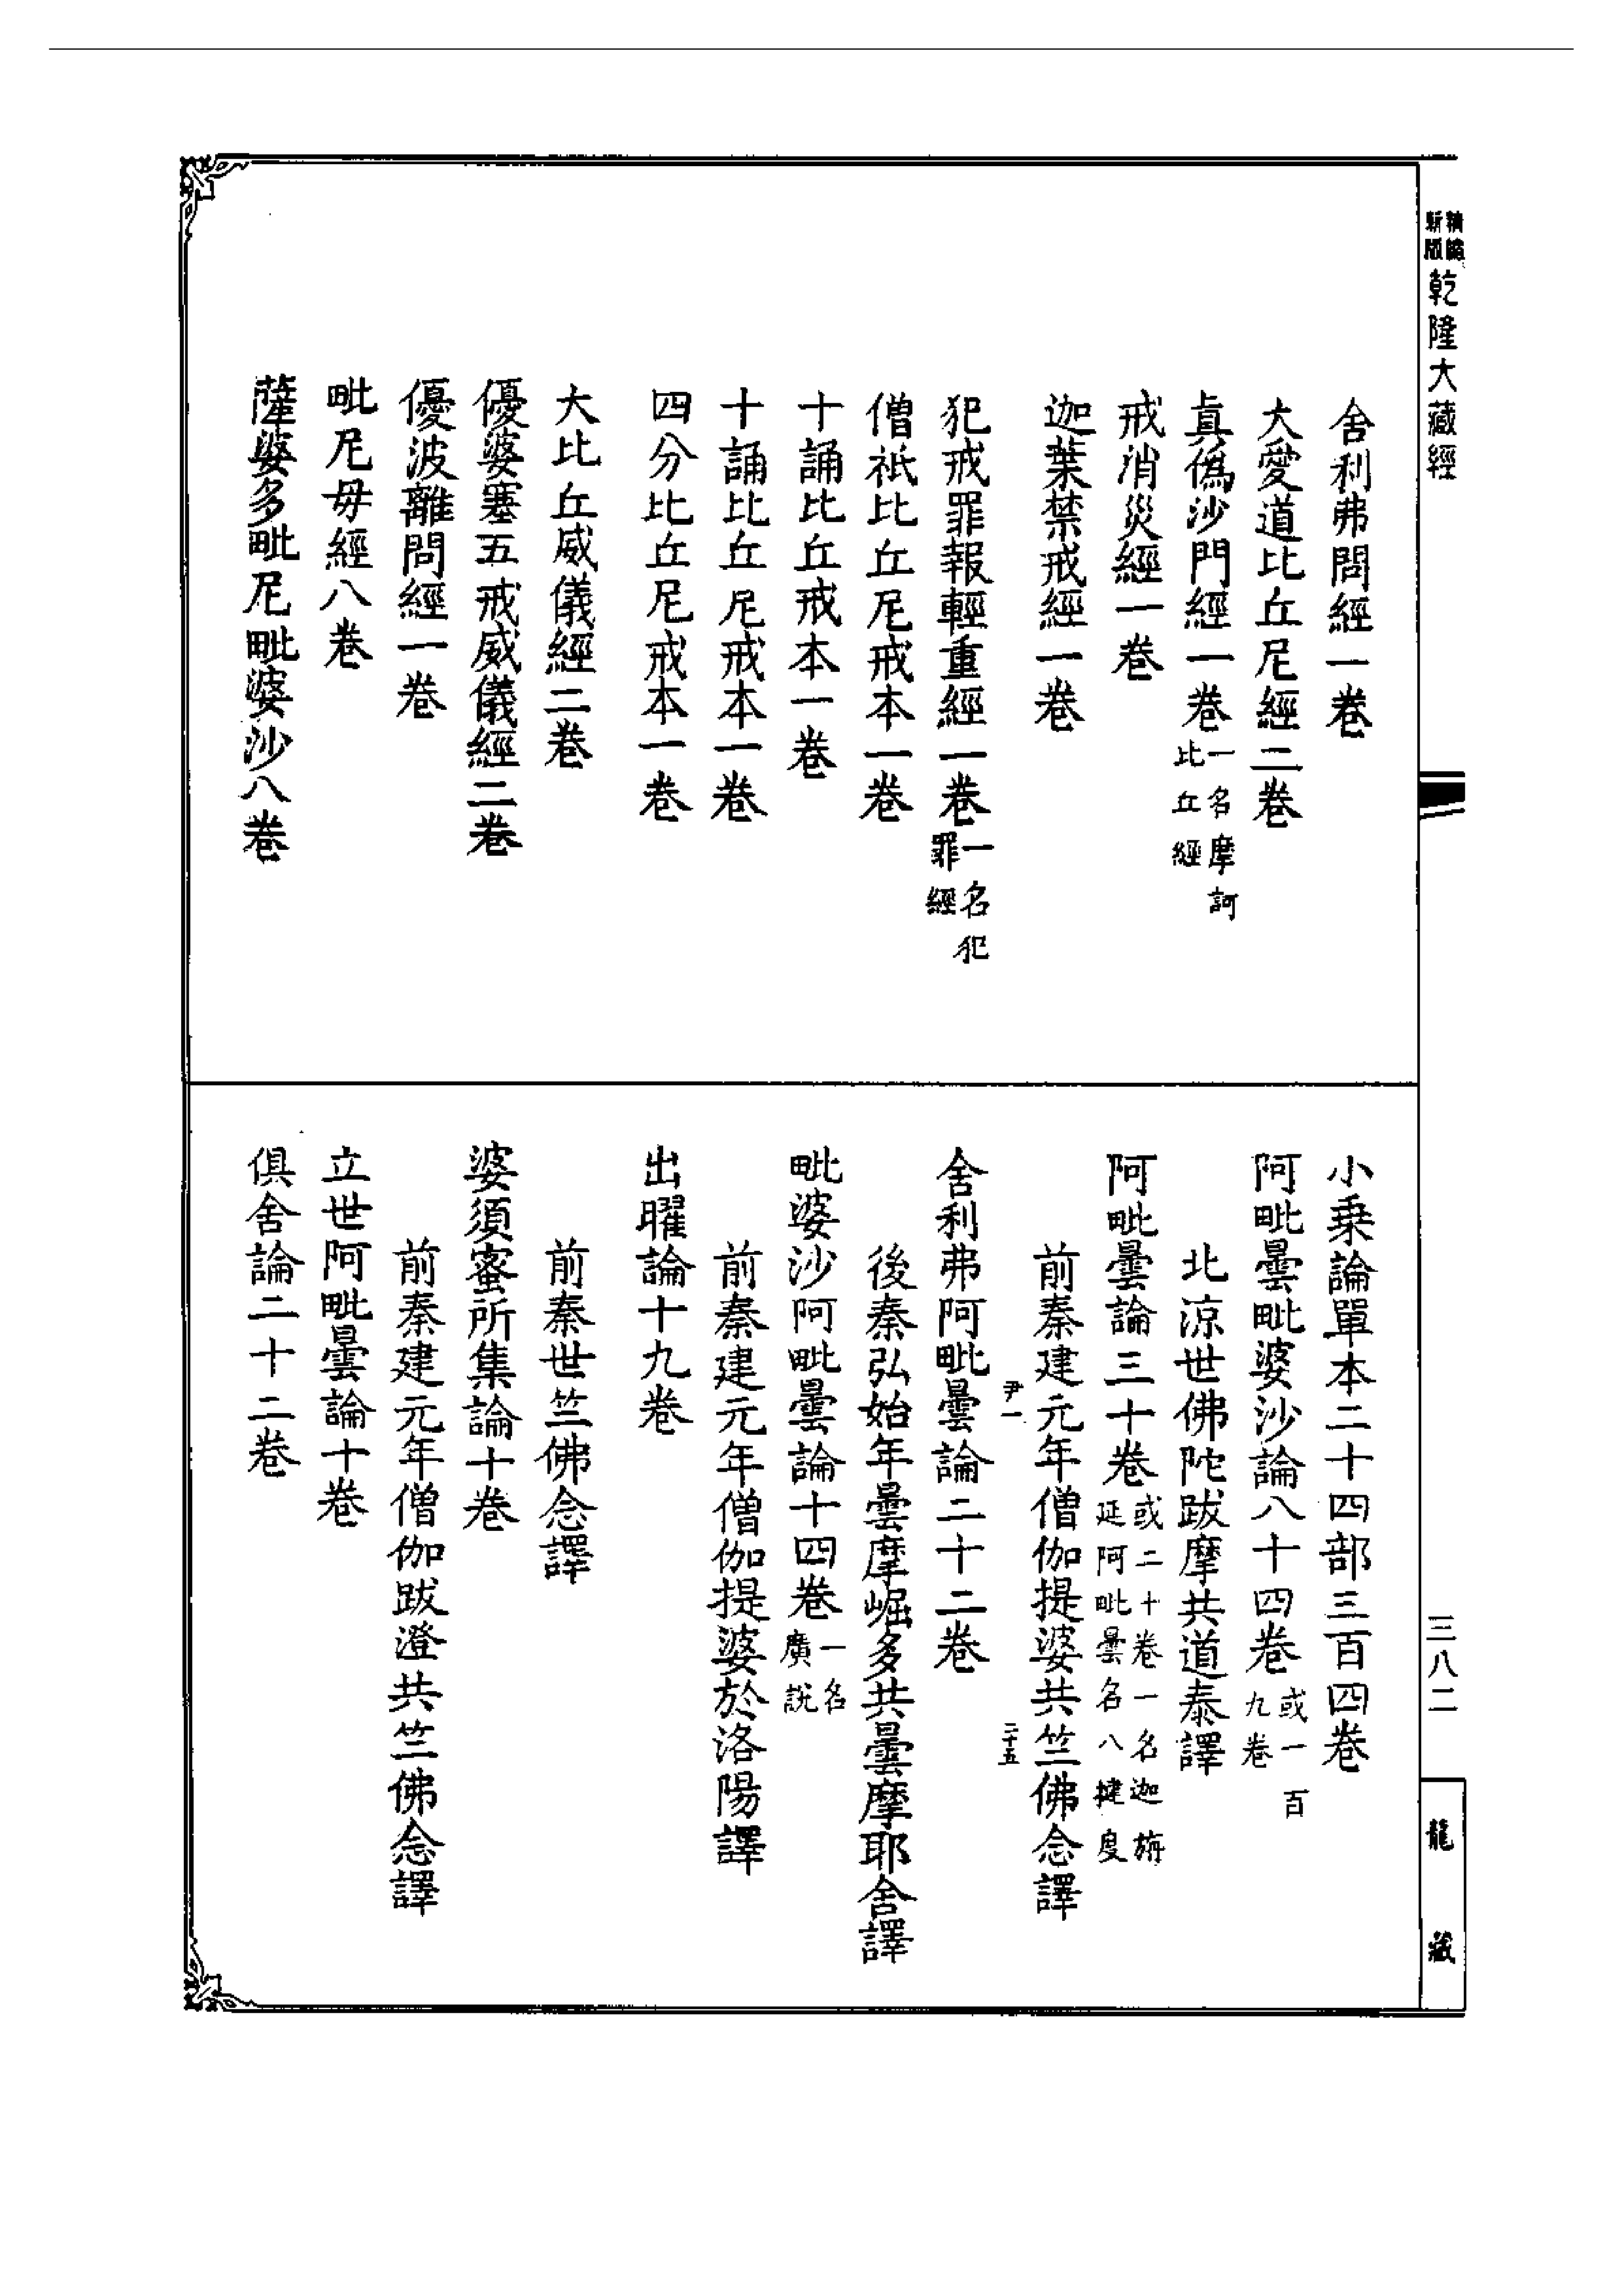 精縮新版
乾隆大藏經
舍利弗問經一卷
大愛道比丘尼經二卷
真偽沙門經一卷一名摩訶比丘經
戒消災經一卷
迦葉禁戒經一卷
犯戒罪報輕重經一卷一名犯罪經
僧祇比丘尼戒本一卷
十誦比丘戒本一卷
十誦比丘尼戒本一卷
四分比丘尼戒本一卷
大比丘威儀經二卷
優婆塞五戒威儀經二卷
優波離問經一卷
毗尼毋經八卷
薩婆多毗尼毗婆沙八卷
小乗論單本二十四部三百四卷
阿毗曇毗婆沙論八十四卷或一百九卷
北涼世佛陀跋摩共道泰譯
阿毗曇論三十卷或二十卷一名迦旃延阿毗曇名八揵度
前秦建元年僧伽提婆共竺佛念譯
尹一
二十五
舍利弗阿毗曇論二十二卷
後秦弘始年曇摩崛多共曇摩耶舍譯
毗婆沙阿毗曇論十四卷一名廣說
前秦建元年僧伽提婆於洛陽譯
出曜論十九卷
前秦世竺佛念譯
婆須蜜所集論十卷
前秦建元年僧伽跋澄共竺佛念譯
立世阿毗曇論十卷
俱舍論二十二卷
三八二
龍藏